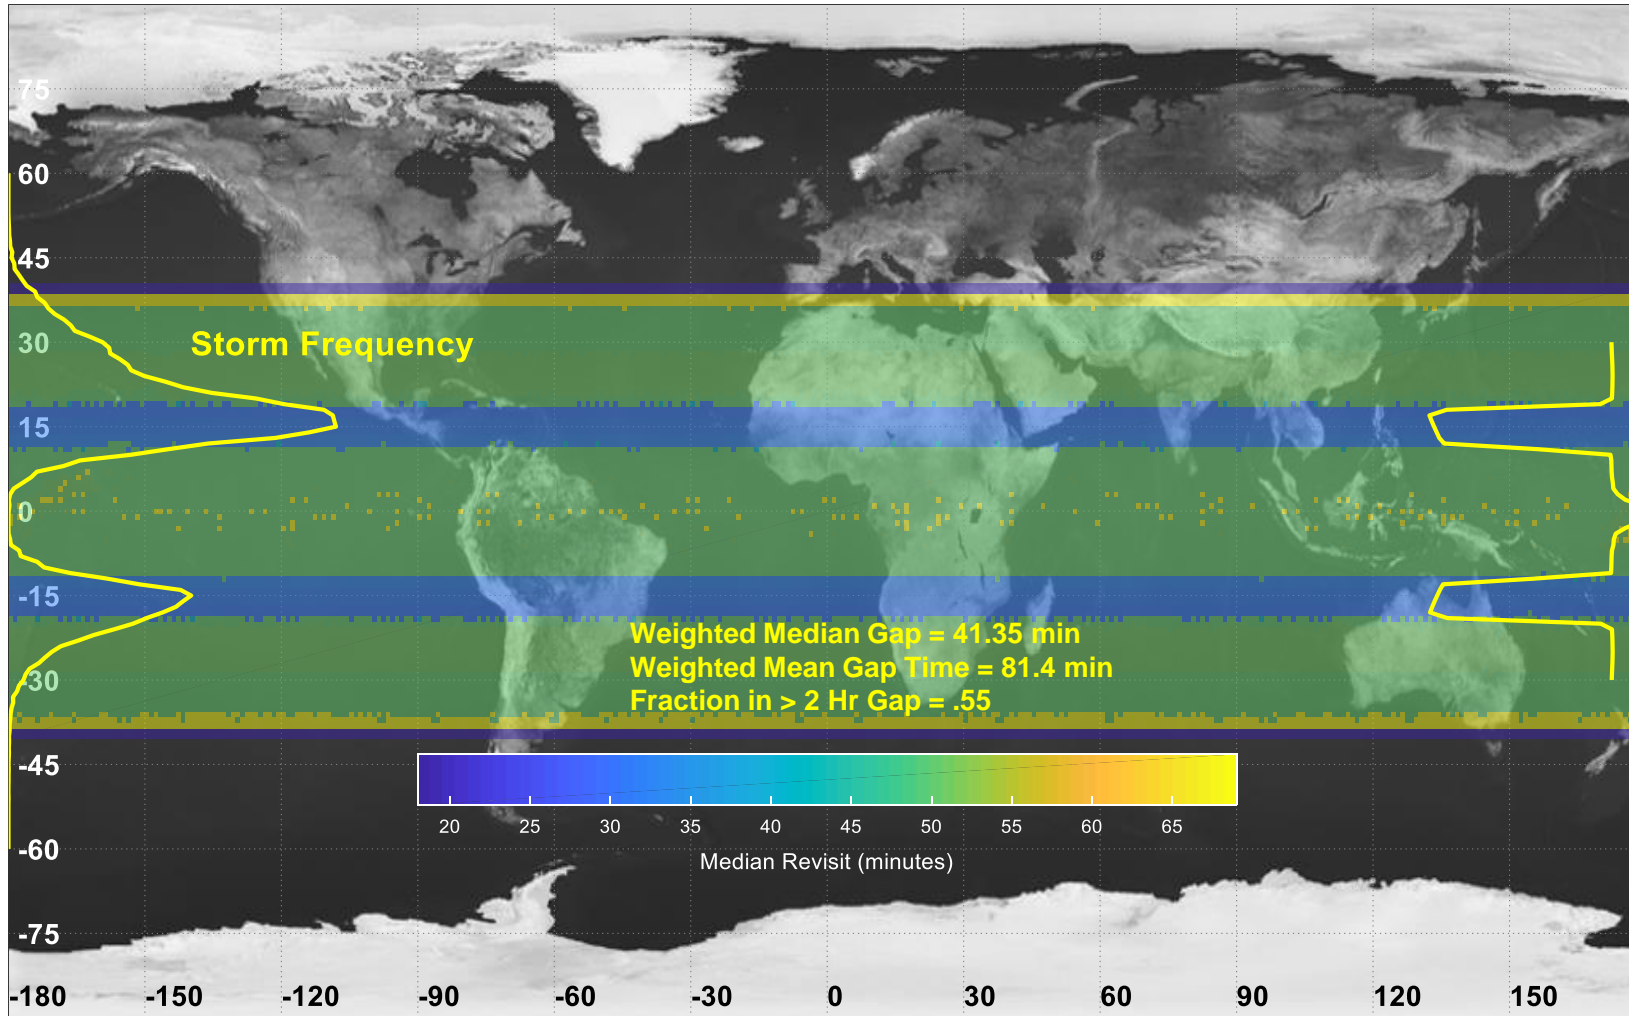 75
60
45
30
15
0
-15
-30
-45
-60
-75
Storm Frequency
Weighted Median Gap = 41.35 min
Weighted Mean Gap Time = 81.4 min
Fraction in > 2 Hr Gap = .55
20 25 30 35 40 45 50 55 60 65
Median Revisit (minutes)
-180 -150 -120 -90 -60 -30 0 30 60 90 120 150